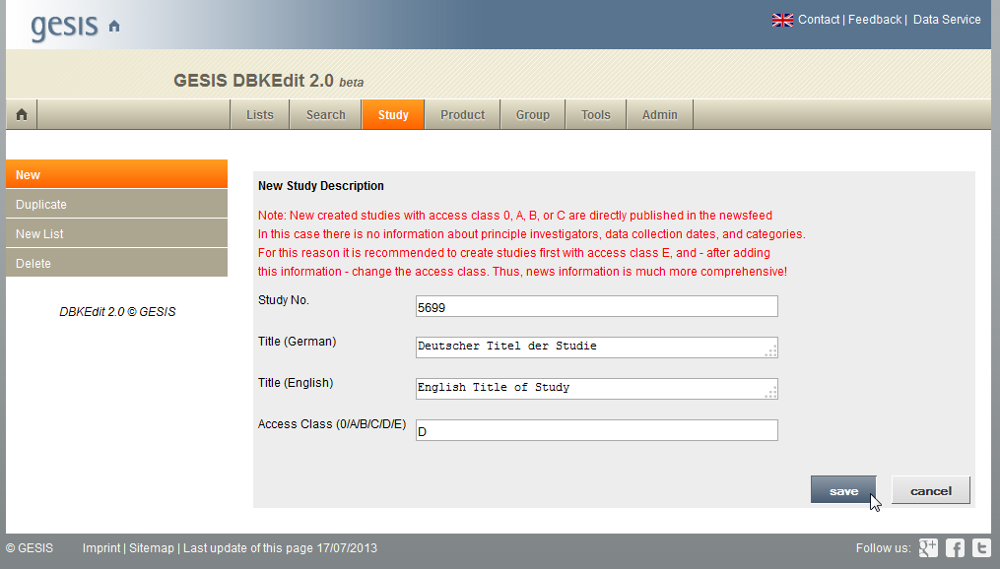 gesis
Contact | Feedback | Data Service
GESIS DBKEdit 2.0 beta
Lists Search Study Product Group Tools Admin
New
Duplicate
New List
Delete
DBKEdit 2.0 © GESIS
New Study Description
Note: New created studies with access class 0, A, B, or C are directly published in the newsfeed
In this case there is no information about principle investigators, data collection dates, and categories.
For this reason it is recommended to create studies first with access class E, and - after adding
this information - change the access class. Thus, news information is much more comprehensive!
Study No. 5699
Title (German) Deutscher Titel der Studie
Title (English) English Title of Study
Access Class (0/A/B/C/D/E) D
save cancel
© GESIS Imprint | Sitemap | Last update of this page 17/07/2013 Follow us: g+ f t